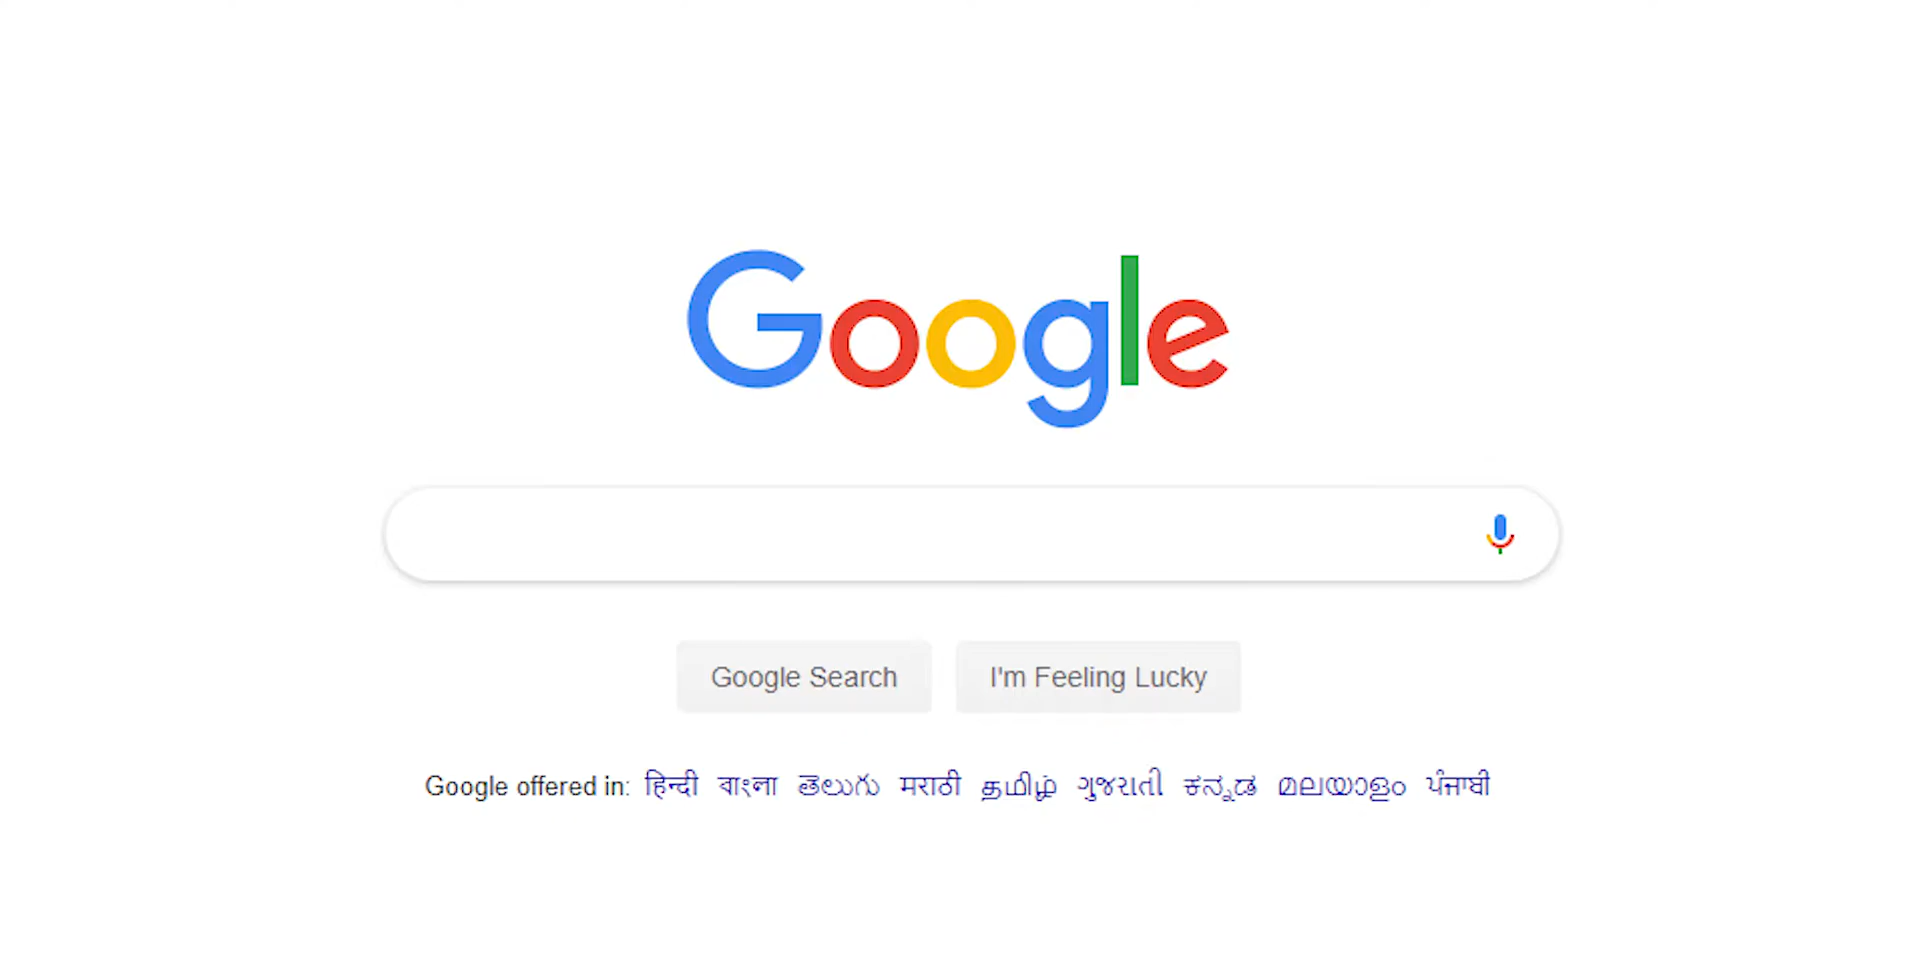 Google
Google Search I'm Feeling Lucky
Google offered in: हिन्दी বাংলা తెలుగు मराठी தமிழ் ગુજરાતી ಕನ್ನಡ മലയാളം ਪੰਜਾਬੀ